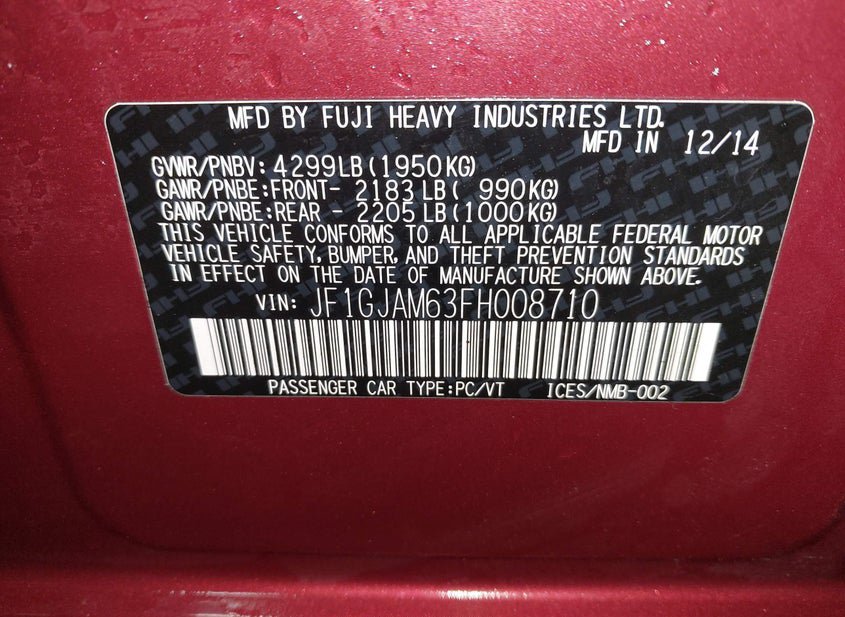 MFD BY FUJI HEAVY INDUSTRIES LTD.
MFD IN 12/14
GVWR/PNBV: 4299LB (1950KG)
GAWR/PNBE:FRONT- 2183 LB ( 990KG)
GAWR/PNBE:REAR - 2205 LB (1000KG)
THIS VEHICLE CONFORMS TO ALL APPLICABLE FEDERAL MOTOR
VEHICLE SAFETY, BUMPER, AND THEFT PREVENTION STANDARDS
IN EFFECT ON THE DATE OF MANUFACTURE SHOWN ABOVE.
VIN: JF1GJAM63FH008710
PASSENGER CAR TYPE:PC/VT ICES/NMB-002